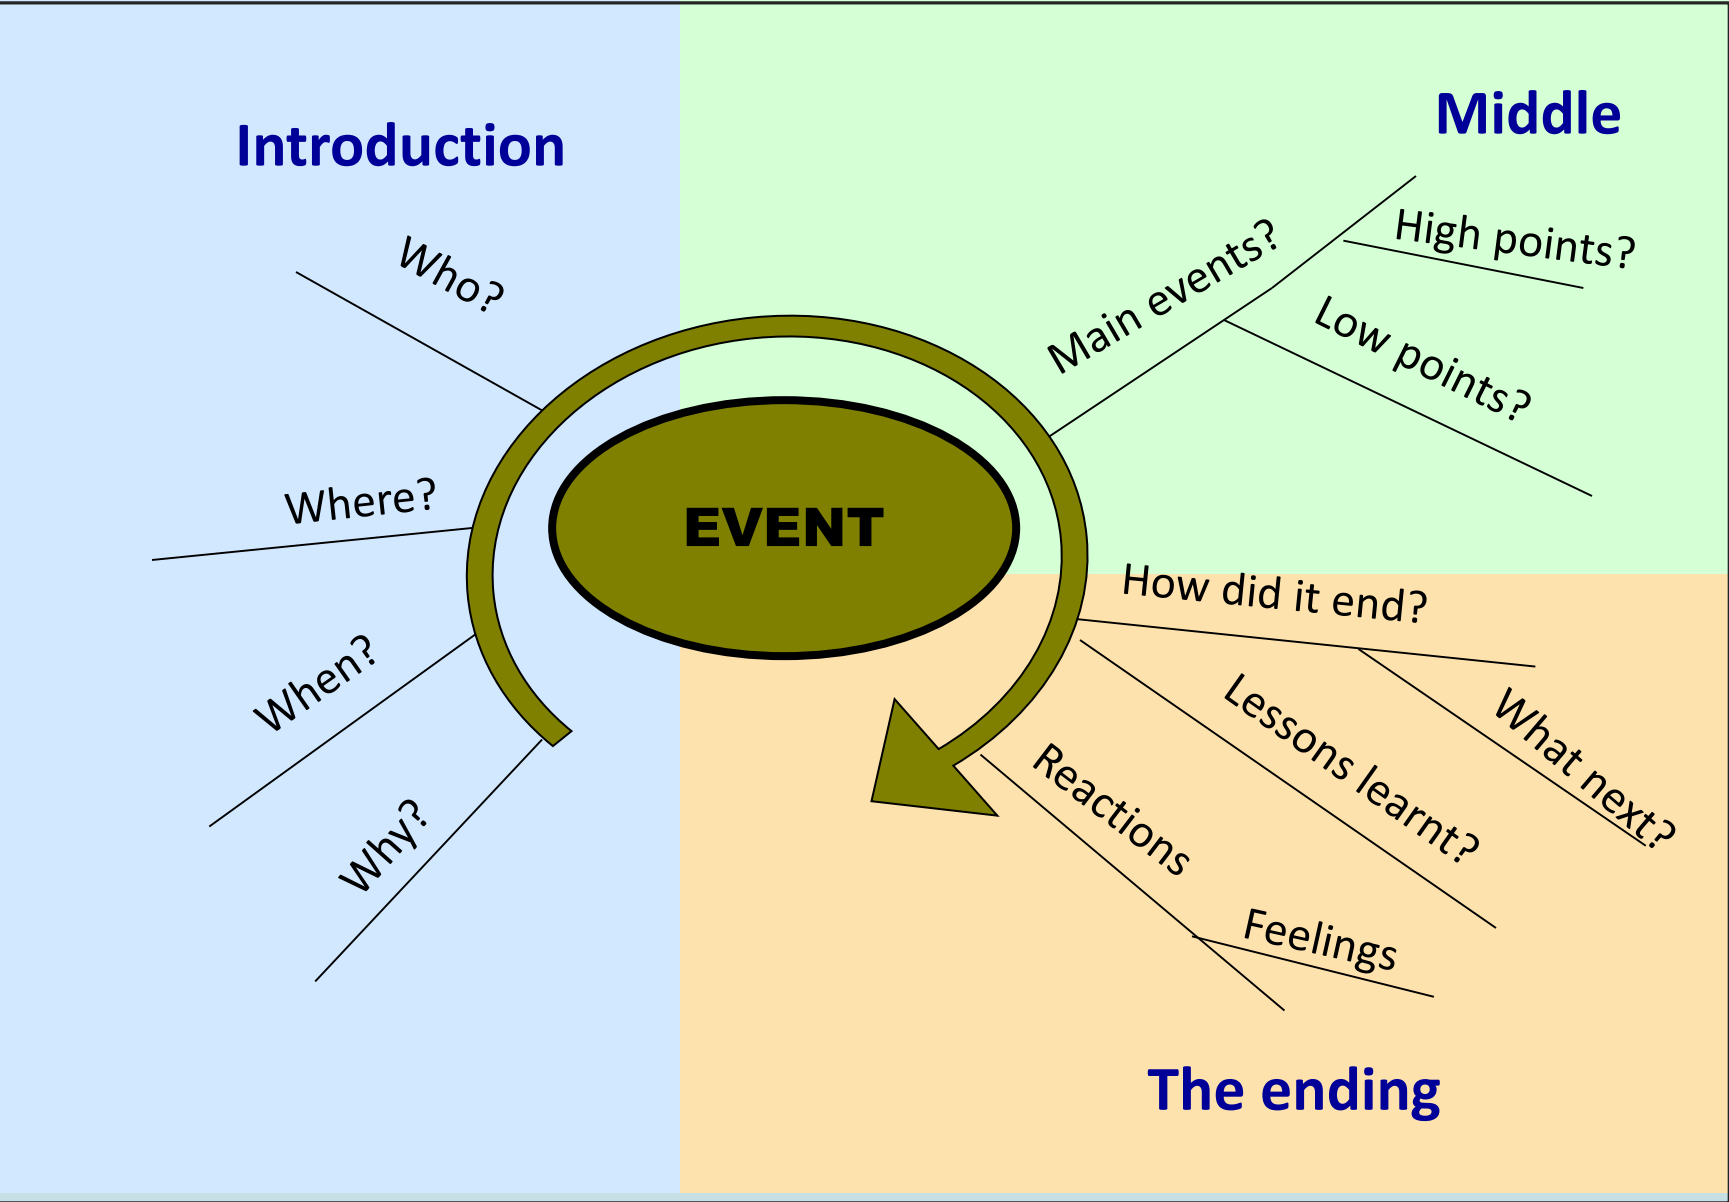 Introduction
Who?
Where?
When?
Why?
EVENT
Middle
Main events?
High points?
Low points?
How did it end?
What next?
Lessons learnt?
Reactions
Feelings
The ending